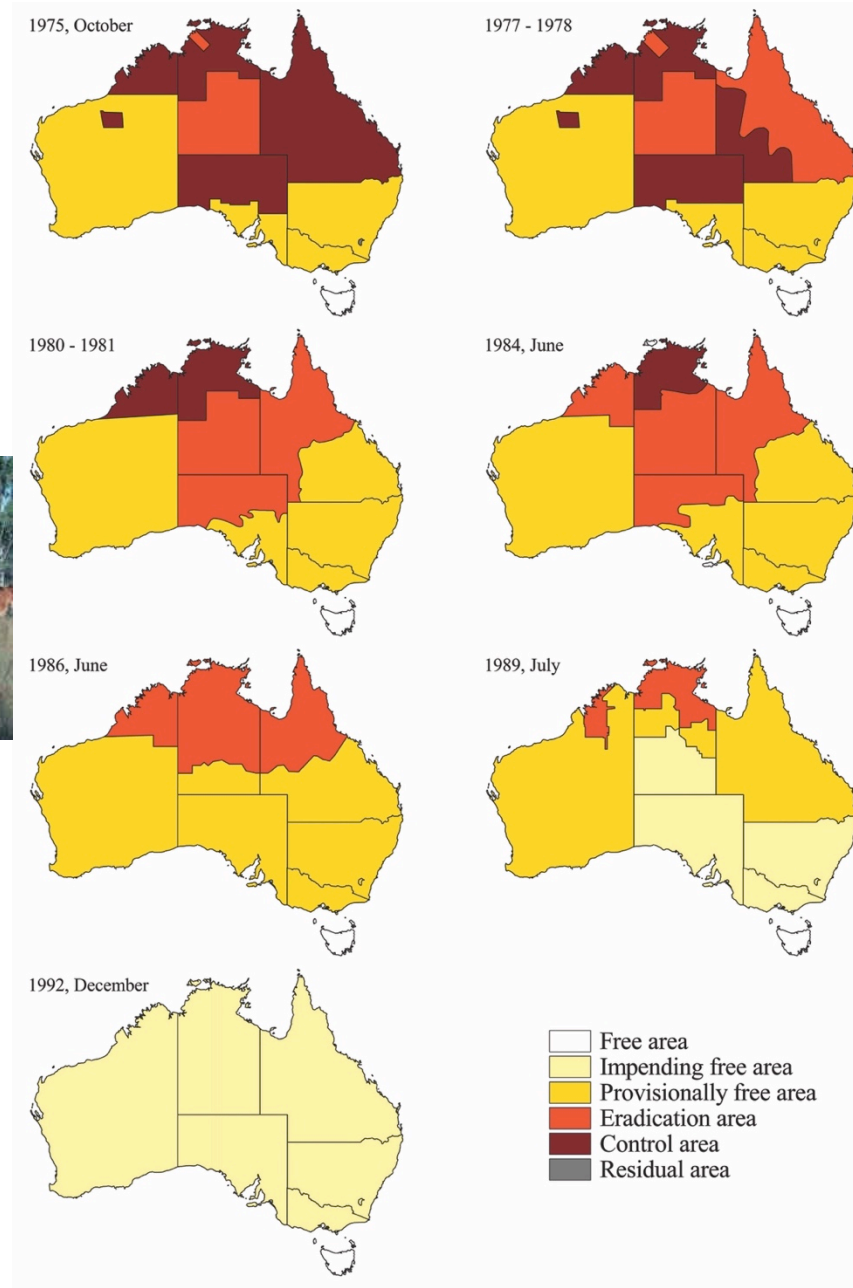 1975, October
1977 - 1978
1980 - 1981
1984, June
1986, June
1989, July
1992, December
Free area
Impending free area
Provisionally free area
Eradication area
Control area
Residual area